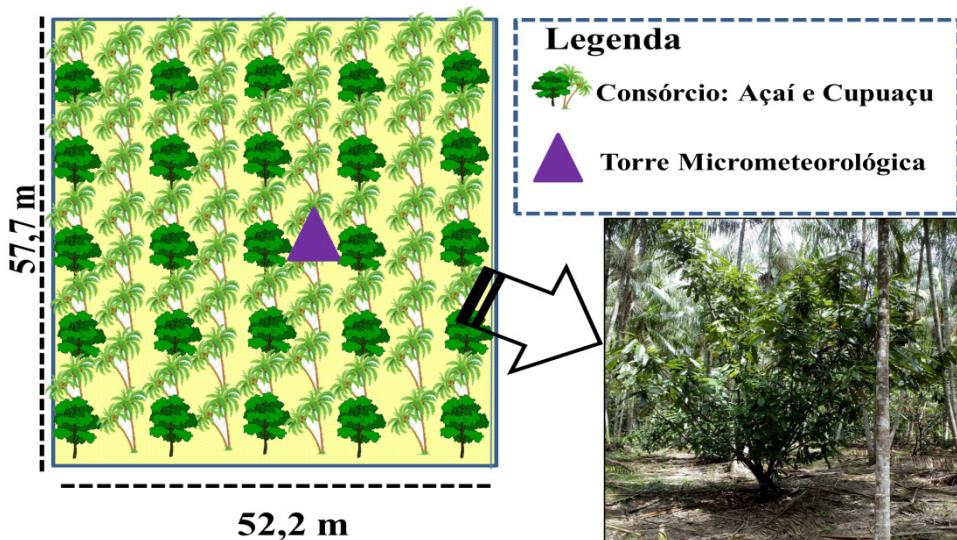 Legenda
Consórcio: Açaí e Cupuaçu
Torre Micrometeorológica
57,7 m
52,2 m